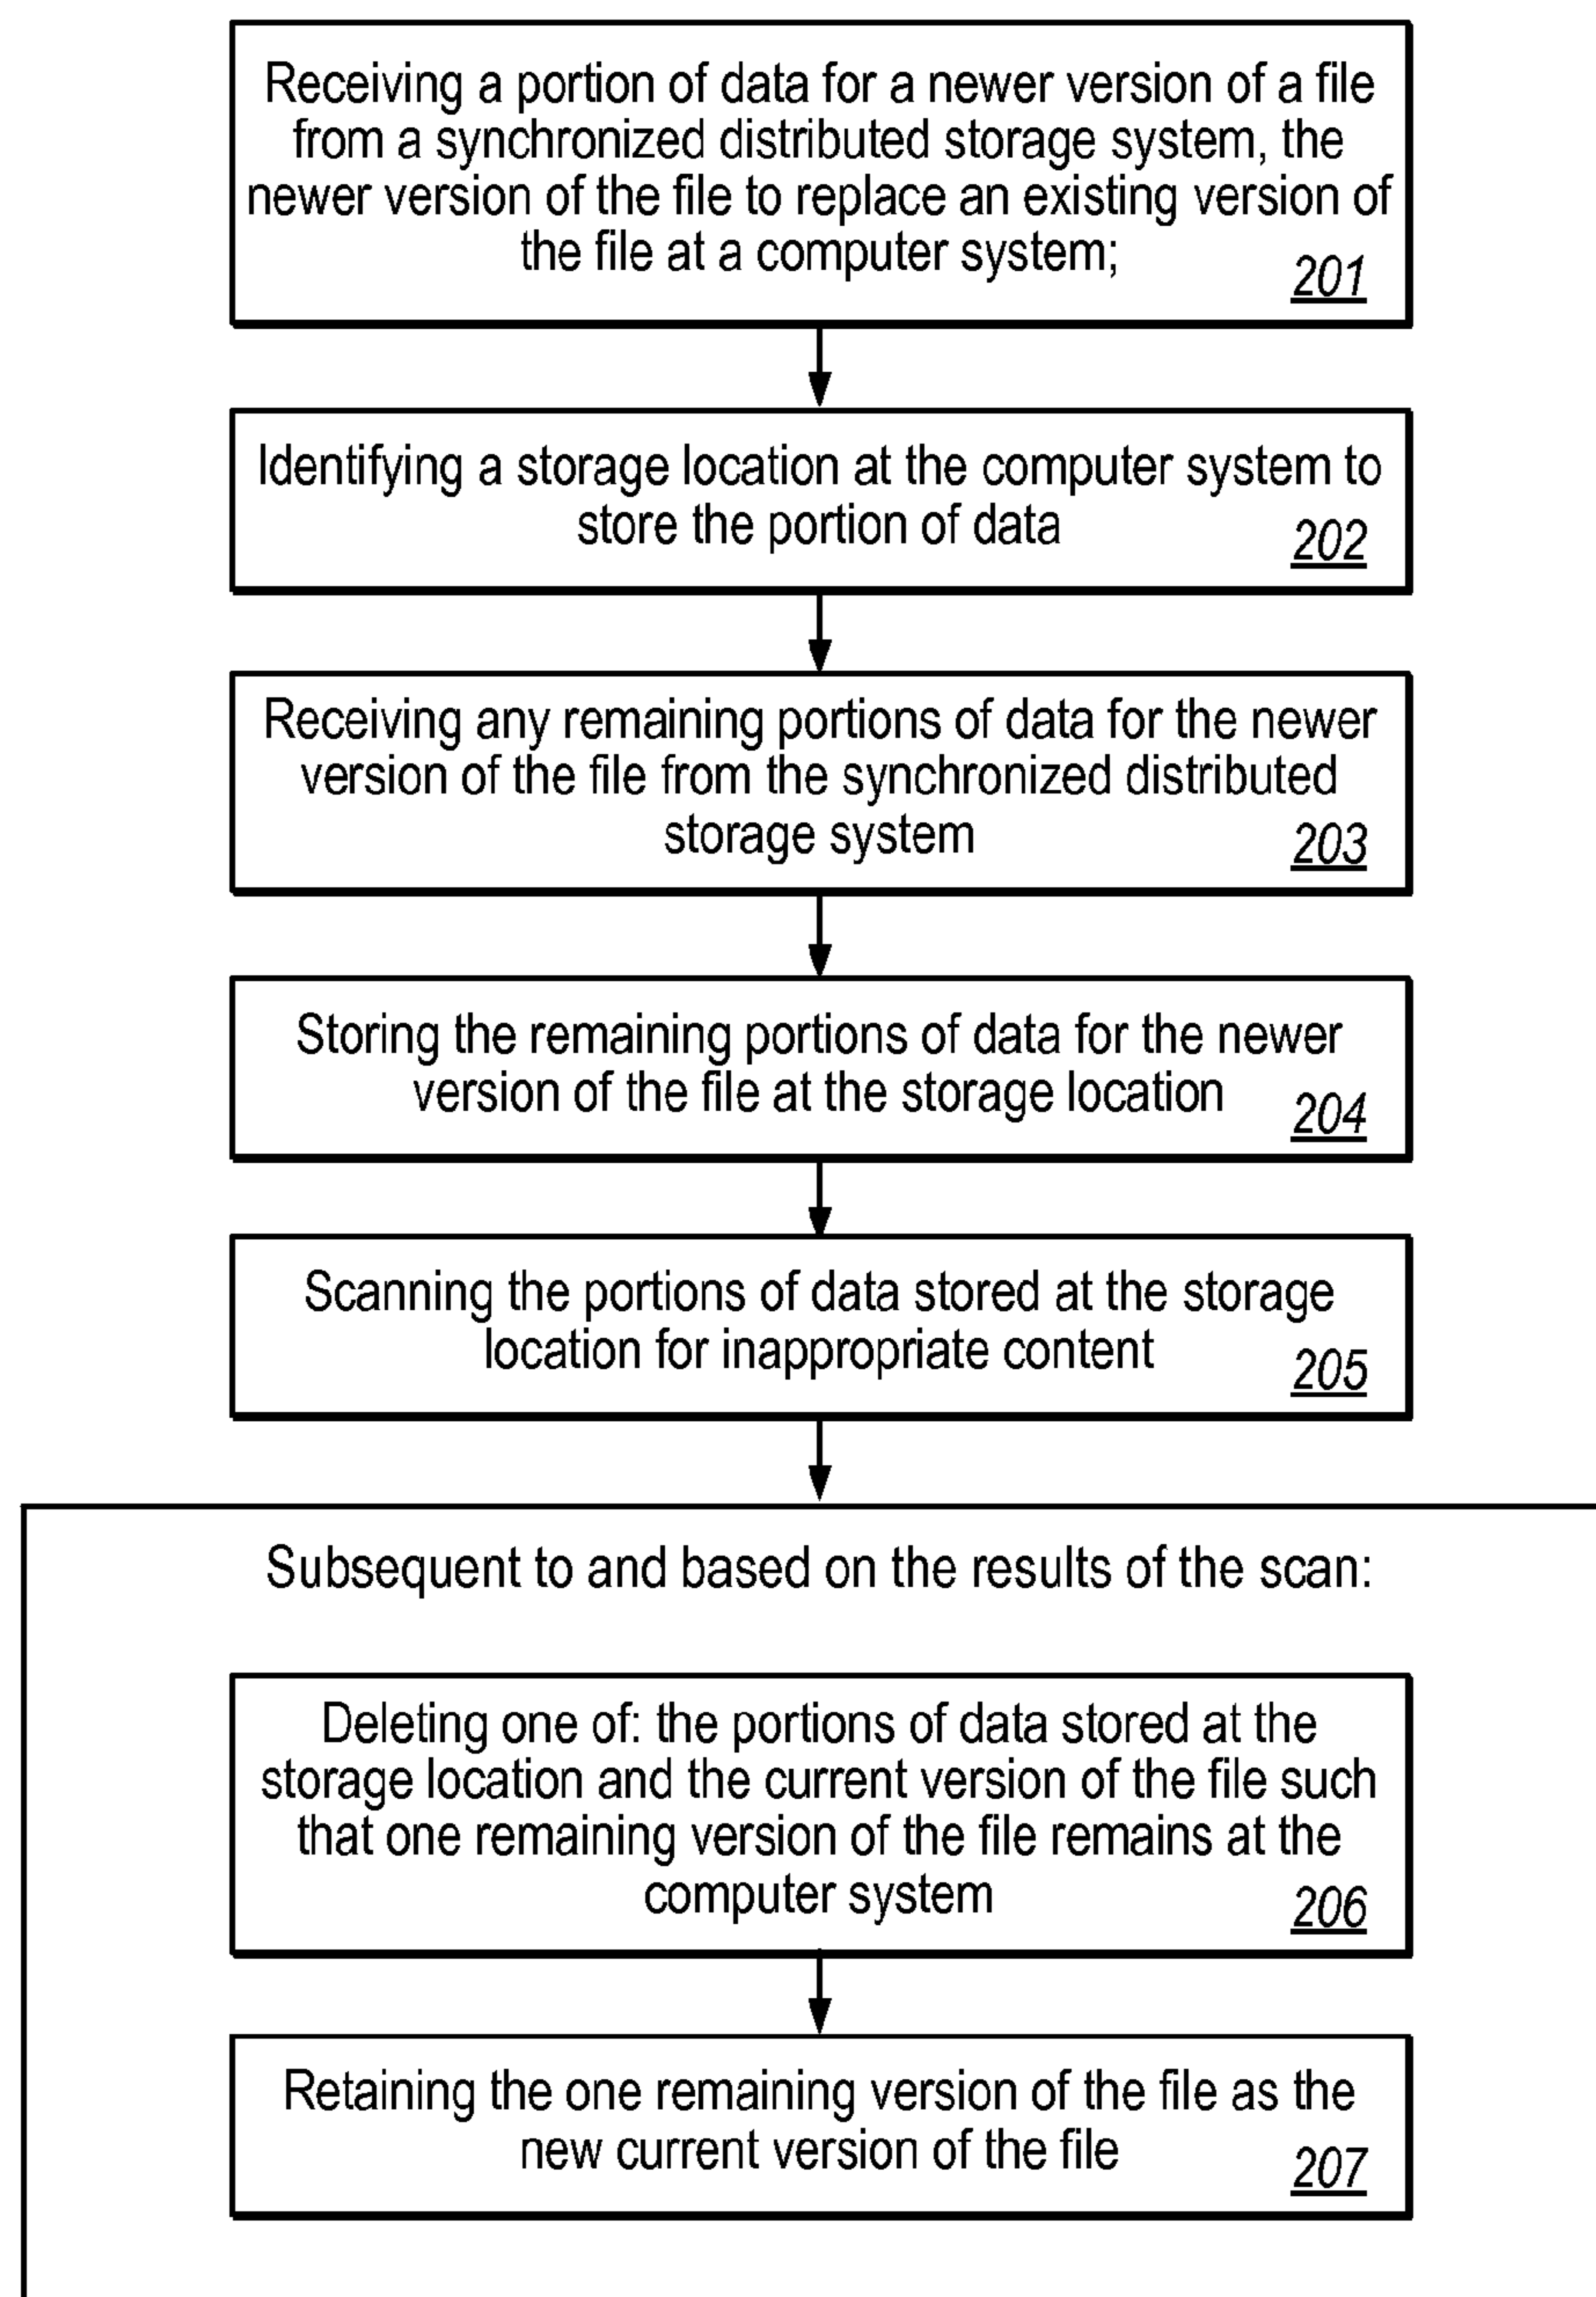 Receiving a portion of data for a newer version of a file
from a synchronized distributed storage system, the
newer version of the file to replace an existing version of
the file at a computer system;
201
Identifying a storage location at the computer system to
store the portion of data
202
Receiving any remaining portions of data for the newer
version of the file from the synchronized distributed
storage system
203
Storing the remaining portions of data for the newer
version of the file at the storage location
204
Scanning the portions of data stored at the storage
location for inappropriate content
205
Subsequent to and based on the results of the scan:
Deleting one of: the portions of data stored at the
storage location and the current version of the file such
that one remaining version of the file remains at the
computer system
206
Retaining the one remaining version of the file as the
new current version of the file
207